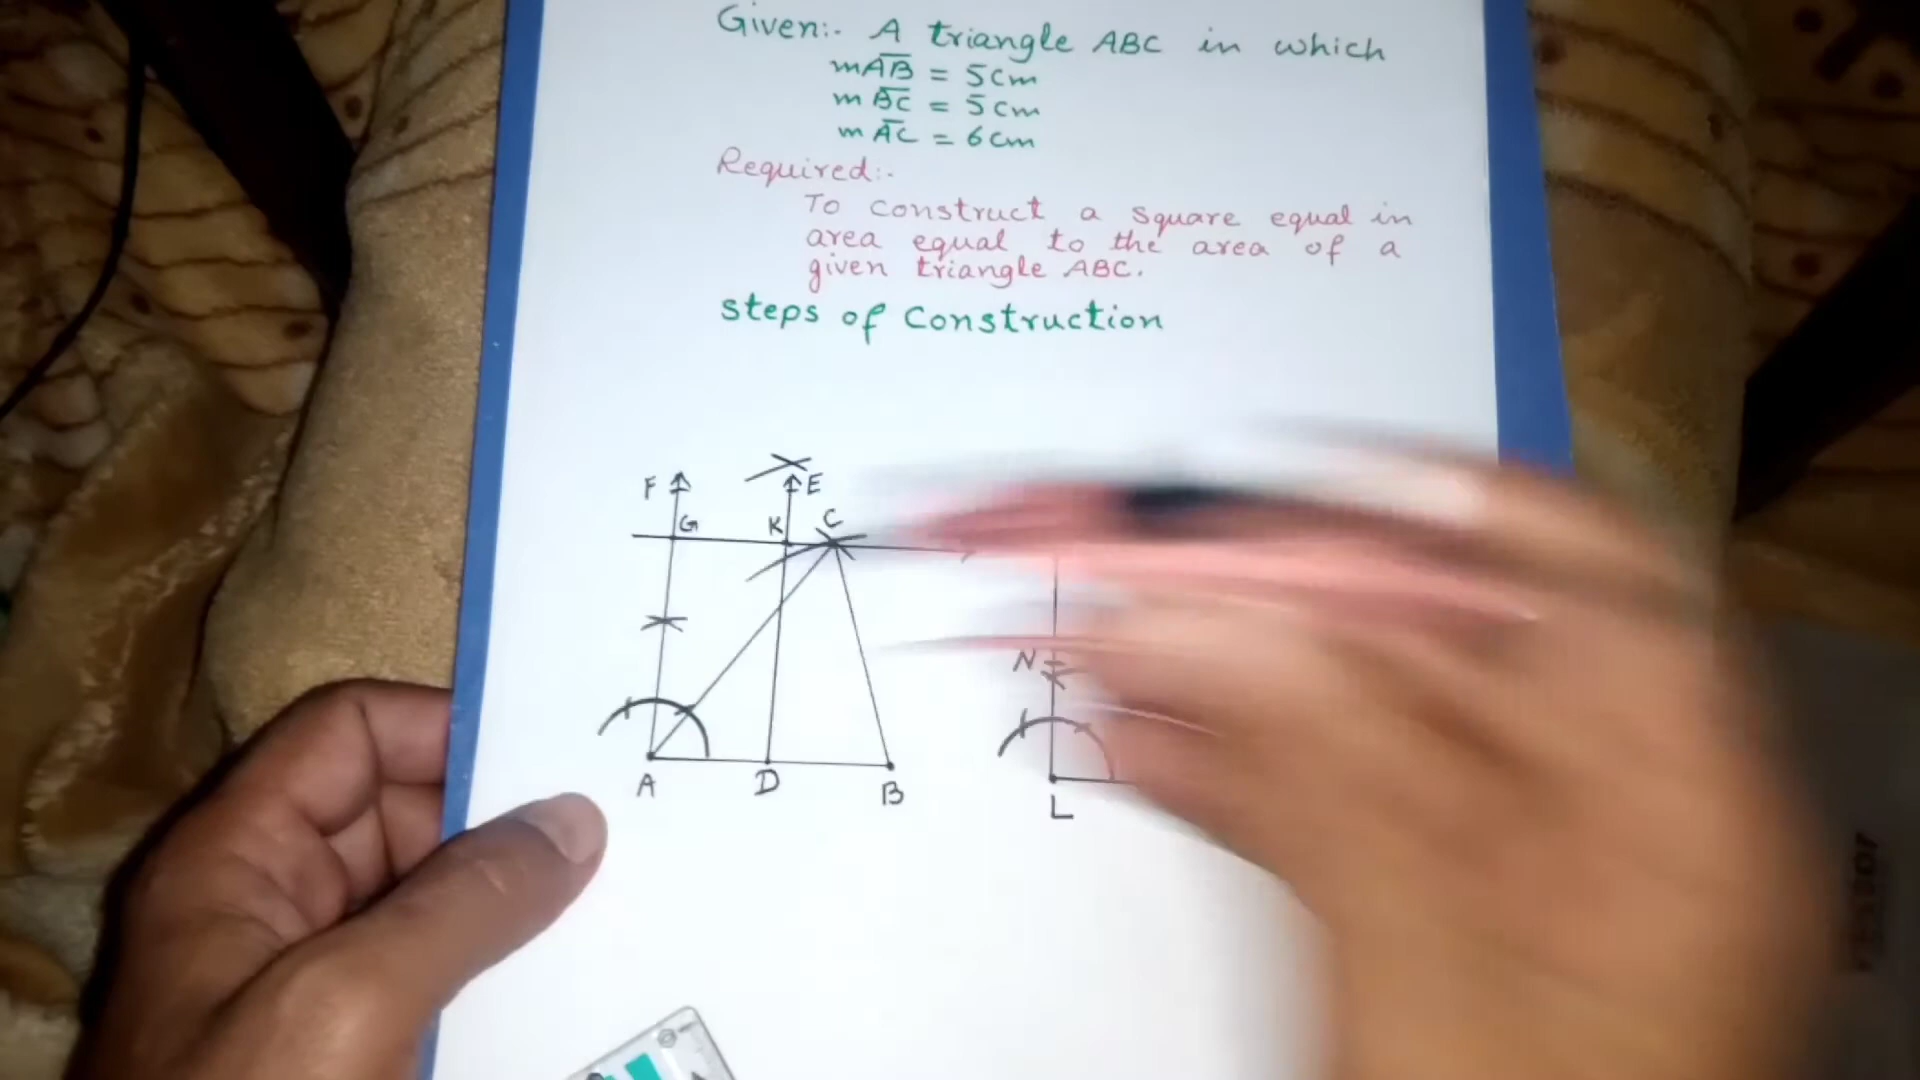 Given:- A triangle ABC in which
mAB = 5cm
mBC = 5cm
mAC = 6cm
Required:-
To construct a square equal in
area equal to the area of a
given triangle ABC.
steps of Construction
F E
G K C
N
A D B L